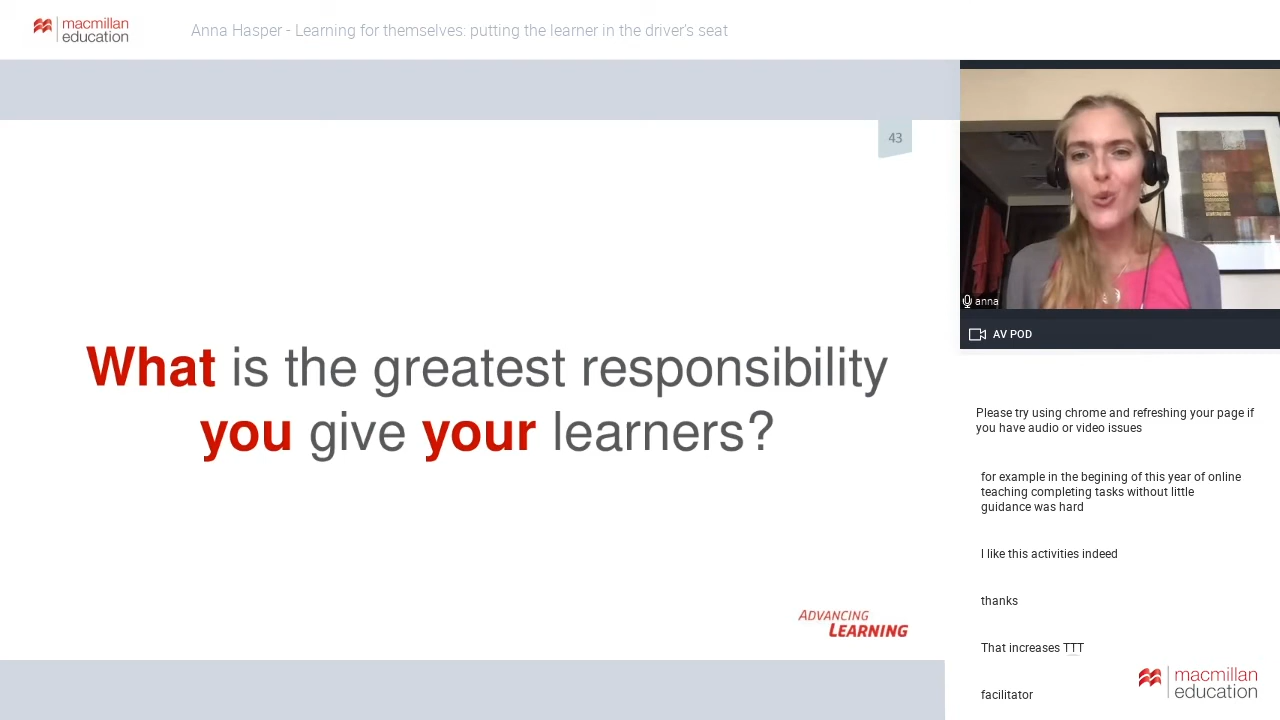 macmillan
education
Anna Hasper - Learning for themselves: putting the learner in the driver's seat
43
What is the greatest responsibility
you give your learners?
ADVANCING
LEARNING
anna
AV POD
Please try using chrome and refreshing your page if
you have audio or video issues
for example in the begining of this year of online
teaching completing tasks without little
guidance was hard
I like this activities indeed
thanks
That increases TTT
facilitator
macmillan
education